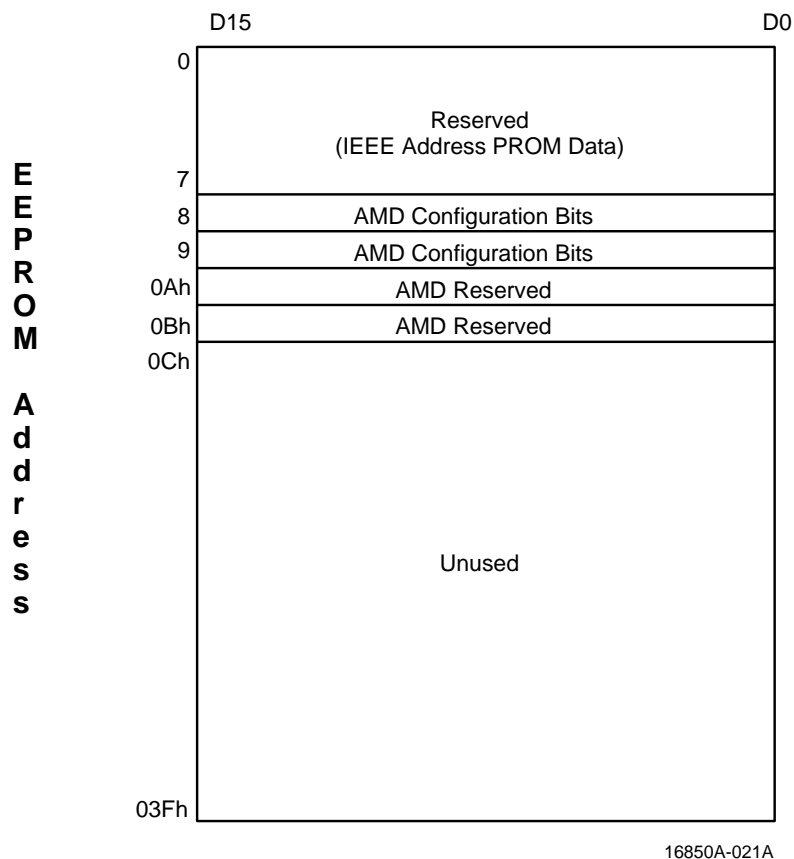 D15 D0
0
Reserved
(IEEE Address PROM Data)
7
8 AMD Configuration Bits
9 AMD Configuration Bits
0Ah AMD Reserved
0Bh AMD Reserved
0Ch
Unused
03Fh
EEPROM Address
16850A-021A